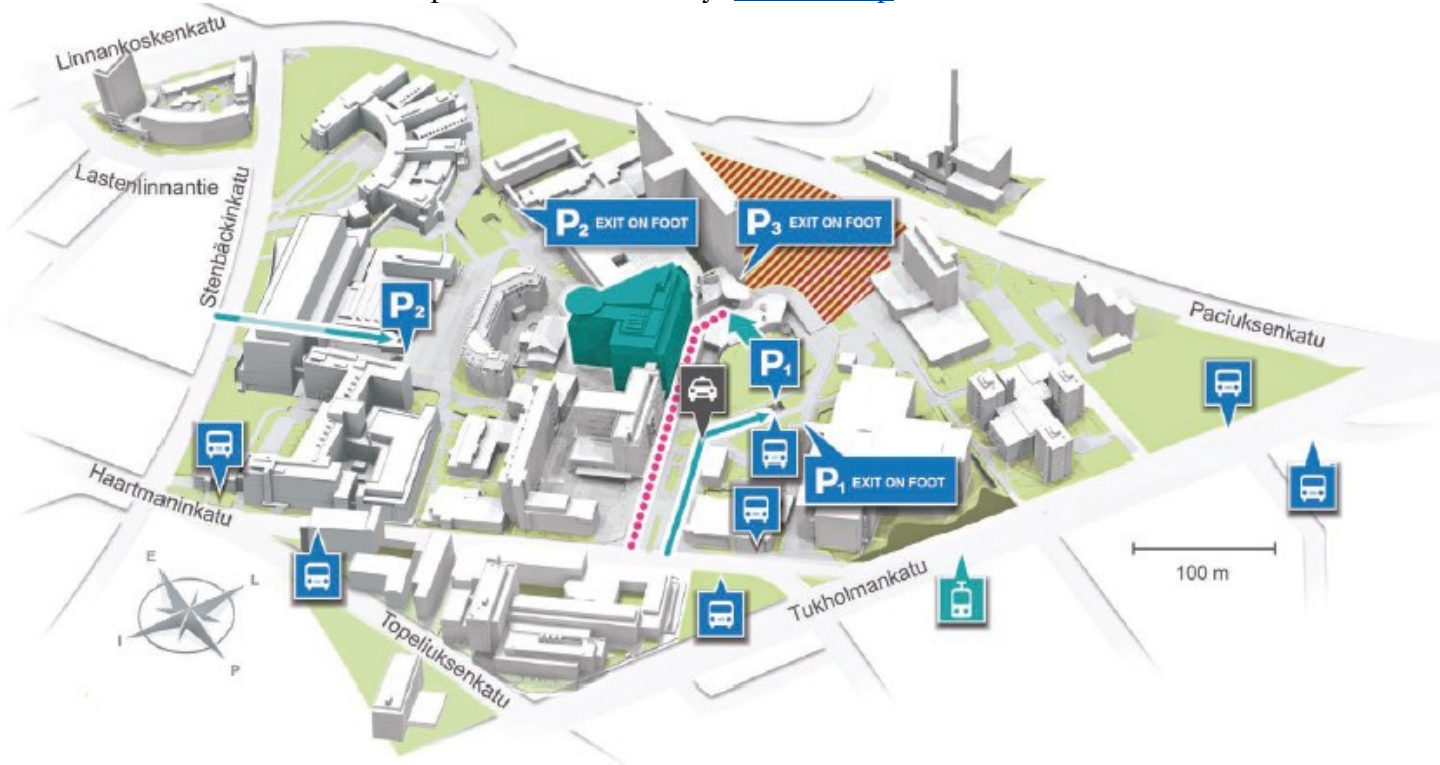 Linnankoskenkatu
Lastenlinnantie
Stenbäckinkatu
P2 EXIT ON FOOT
P3 EXIT ON FOOT
P2
Paciuksenkatu
P1
P1 EXIT ON FOOT
Haartmaninkatu
100 m
E
L
I
P
Tukholmankatu
Topeliuksenkatu